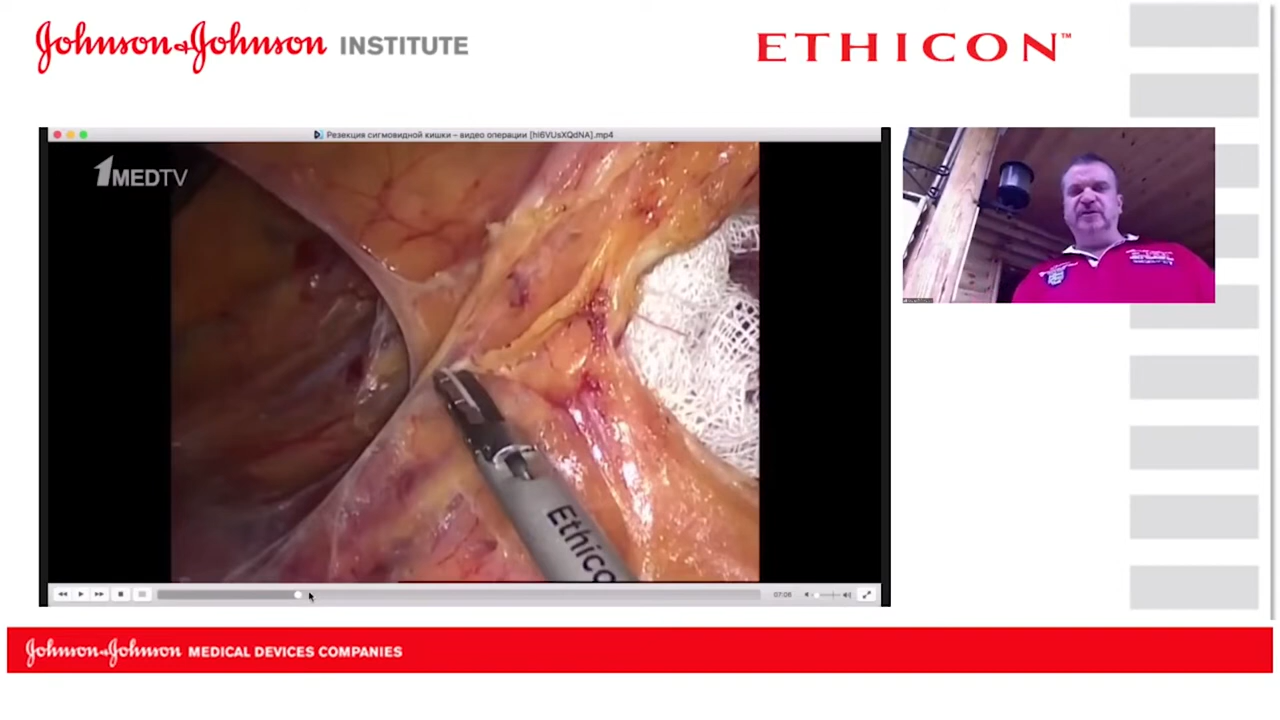 Johnson & Johnson INSTITUTE
ETHICON™
Резекция сигмовидной кишки – видео операции [hI6VUsXQdNA].mp4
1MEDTV
Ethico
07:06
Johnson & Johnson MEDICAL DEVICES COMPANIES